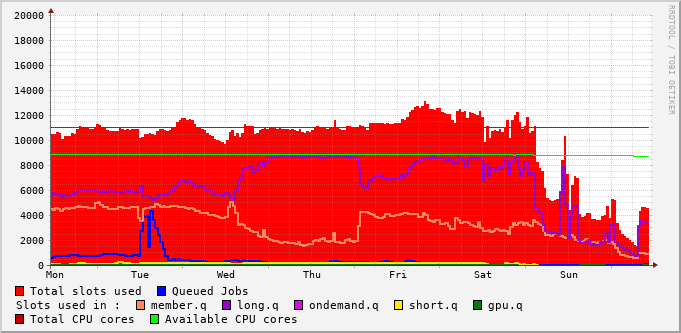 20000
18000
16000
14000
12000
10000
8000
6000
4000
2000
0
Mon Tue Wed Thu Fri Sat Sun
RRDTOOL / TOBI OETIKER
Total slots used Queued Jobs
Slots used in : member.q long.q ondemand.q short.q gpu.q
Total CPU cores Available CPU cores